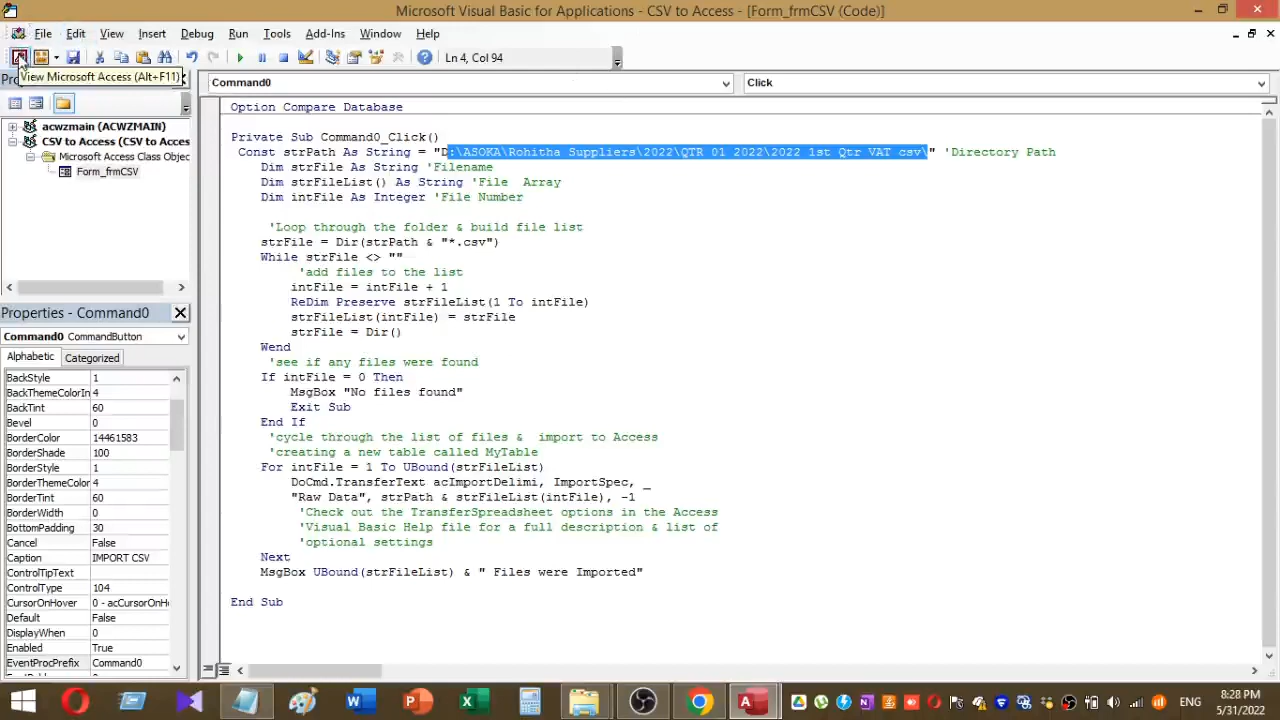 Microsoft Visual Basic for Applications - CSV to Access - [Form_frmCSV (Code)]
File Edit View Insert Format Debug Run Tools Add-Ins Window Help
Ln 4, Col 94
View Microsoft Access (Alt+F11)
Command0
Click
acwzmain (ACWZMAIN)
CSV to Access (CSV to Acces
Microsoft Access Class Objec
Form_frmCSV
Option Compare Database
Private Sub Command0_Click()
Const strPath As String = "D:\ASOKA\Rohitha Suppliers\2022\QTR 01 2022\2022 1st Qtr VAT csv\" 'Directory Path
Dim strFile As String 'Filename
Dim strFileList() As String 'File  Array
Dim intFile As Integer 'File Number
'Loop through the folder & build file list
strFile = Dir(strPath & "*.csv")
While strFile <> ""
'add files to the list
intFile = intFile + 1
ReDim Preserve strFileList(1 To intFile)
strFileList(intFile) = strFile
strFile = Dir()
Wend
'see if any files were found
If intFile = 0 Then
MsgBox "No files found"
Exit Sub
End If
'cycle through the list of files &  import to Access
'creating a new table called MyTable
For intFile = 1 To UBound(strFileList)
DoCmd.TransferText acImportDelimi, ImportSpec, _
"Raw Data", strPath & strFileList(intFile), -1
'Check out the TransferSpreadsheet options in the Access
'Visual Basic Help file for a full description & list of
'optional settings
Next
MsgBox UBound(strFileList) & " Files were Imported"
End Sub
Properties - Command0
Command0 CommandButton
Alphabetic Categorized
BackStyle 1
BackThemeColorIn 4
BackTint 60
Bevel 0
BorderColor 14461583
BorderShade 100
BorderStyle 1
BorderThemeColor 4
BorderTint 60
BorderWidth 0
BottomPadding 30
Cancel False
Caption IMPORT CSV
ControlTipText
ControlType 104
CursorOnHover 0 - acCursorOnH
Default False
DisplayWhen 0
Enabled True
EventProcPrefix Command0
ENG
8:28 PM
5/31/2022